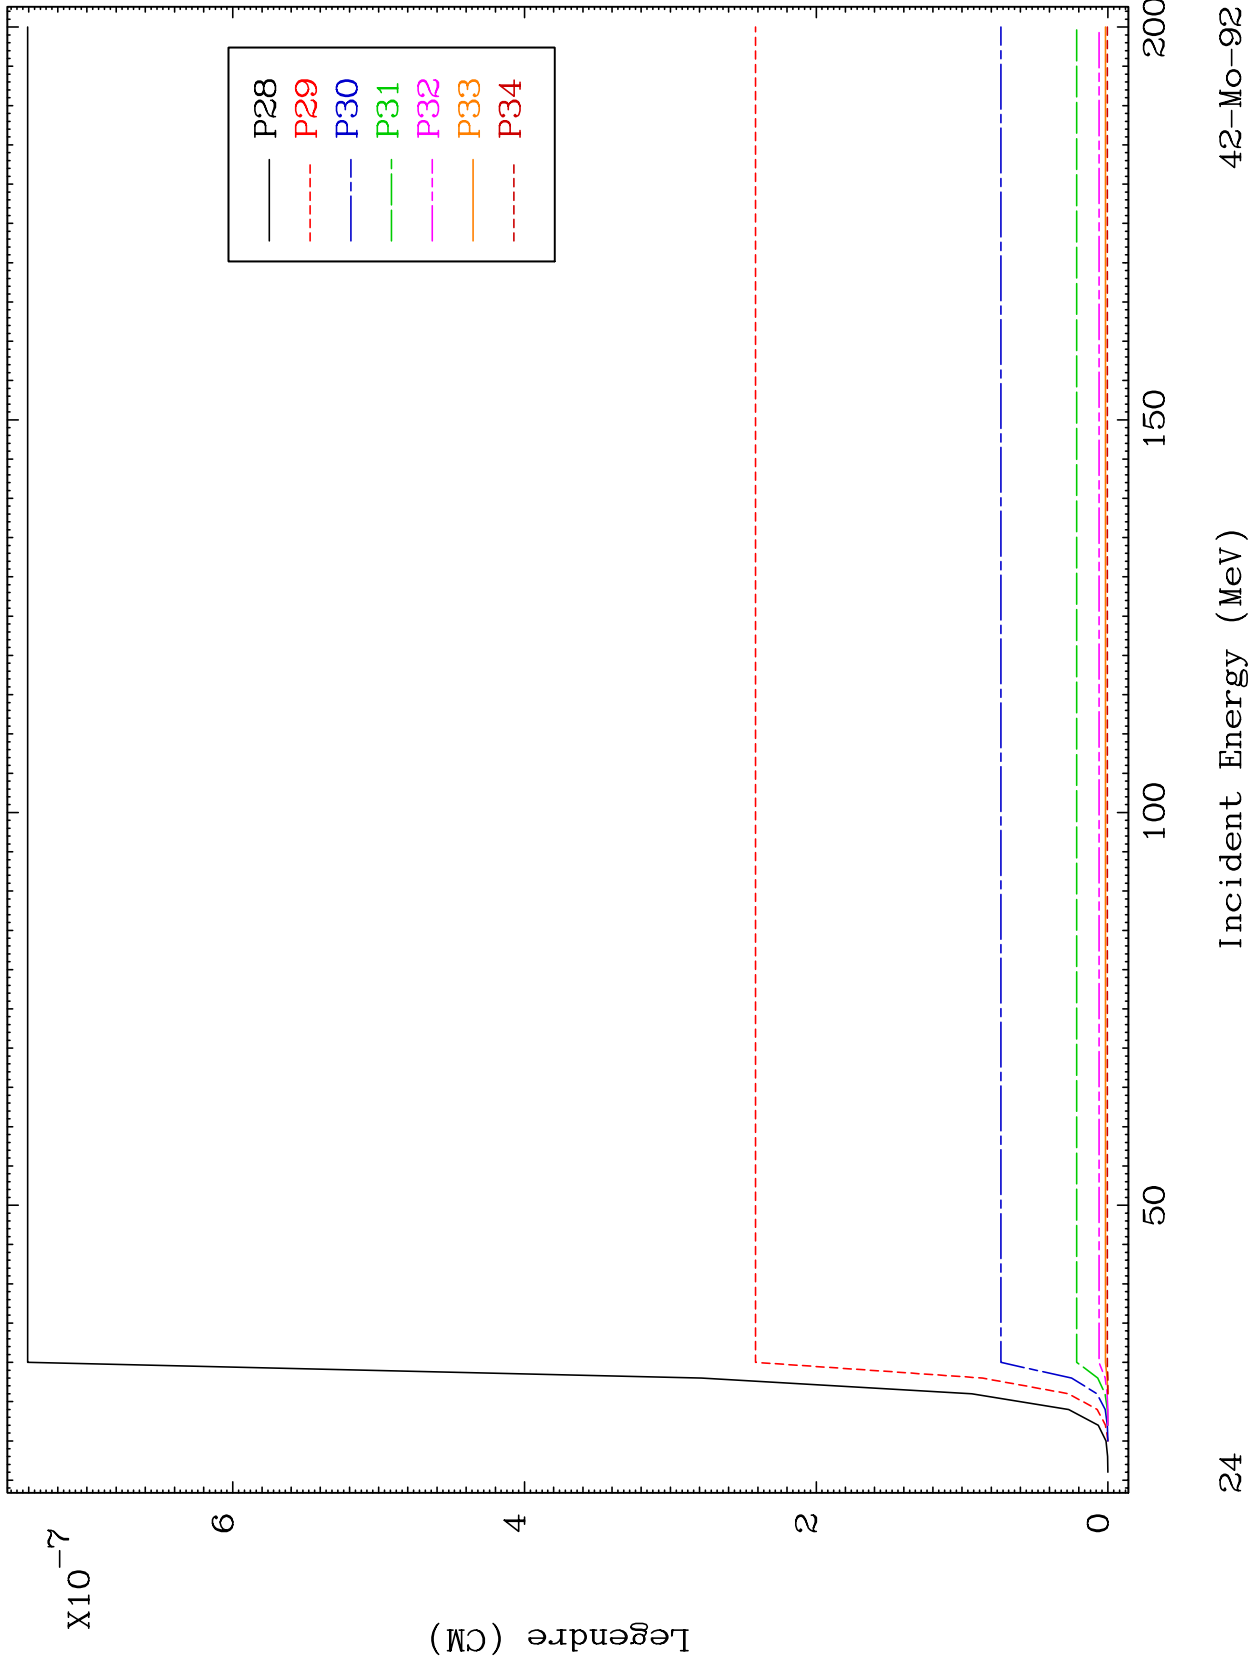 X10-7
Legendre (CM)
6
4
2
0
P28
P29
P30
P31
P32
P33
P34
50
100
150
200
24
Incident Energy (MeV)
42-Mo-92